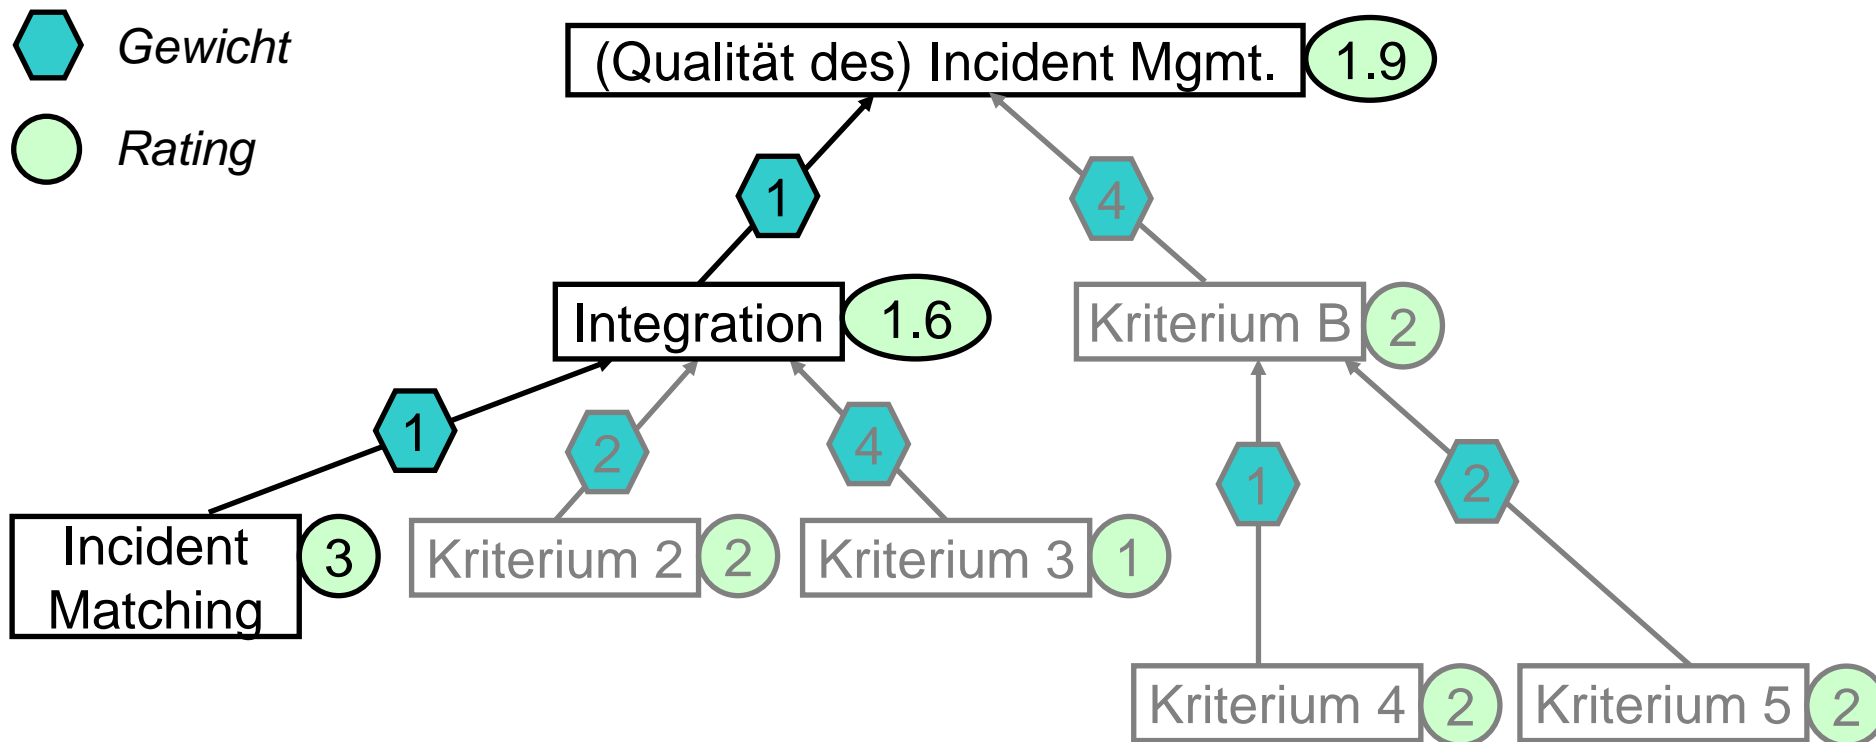 Gewicht
(Qualität des) Incident Mgmt.
1.9
Rating
1
4
Integration
1.6
Kriterium B
2
1
2
4
1
2
Incident
Matching
3
Kriterium 2
2
Kriterium 3
1
Kriterium 4
2
Kriterium 5
2